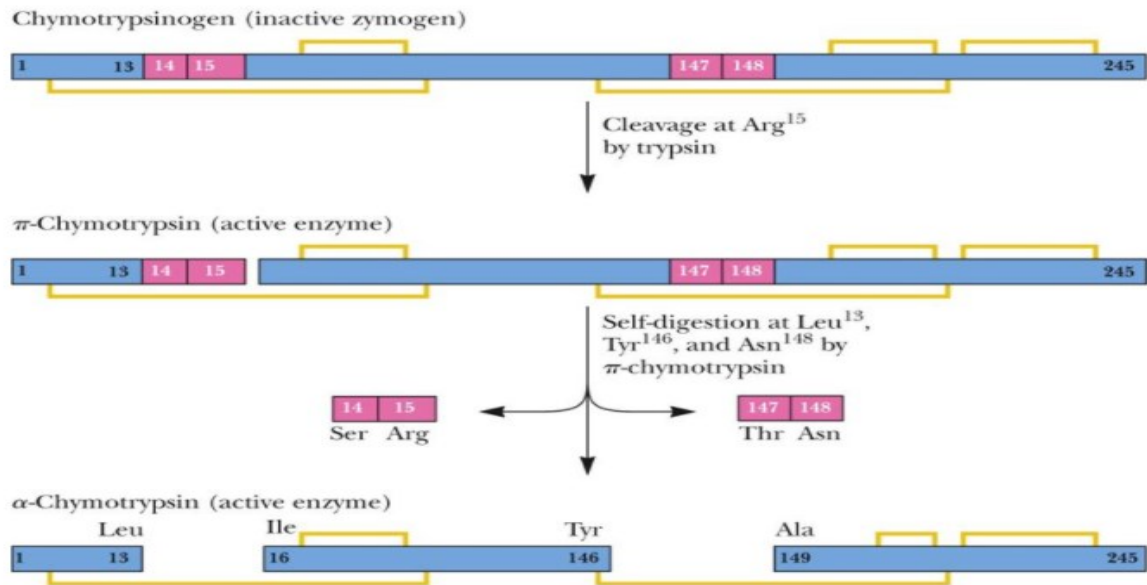 Chymotrypsinogen (inactive zymogen)
1 13 14 15 147 148 245
Cleavage at Arg¹⁵
by trypsin
π-Chymotrypsin (active enzyme)
1 13 14 15 147 148 245
Self-digestion at Leu¹³,
Tyr¹⁴⁶, and Asn¹⁴⁸ by
π-chymotrypsin
14 15 147 148
Ser Arg Thr Asn
α-Chymotrypsin (active enzyme)
Leu Ile Tyr Ala
1 13 16 146 149 245